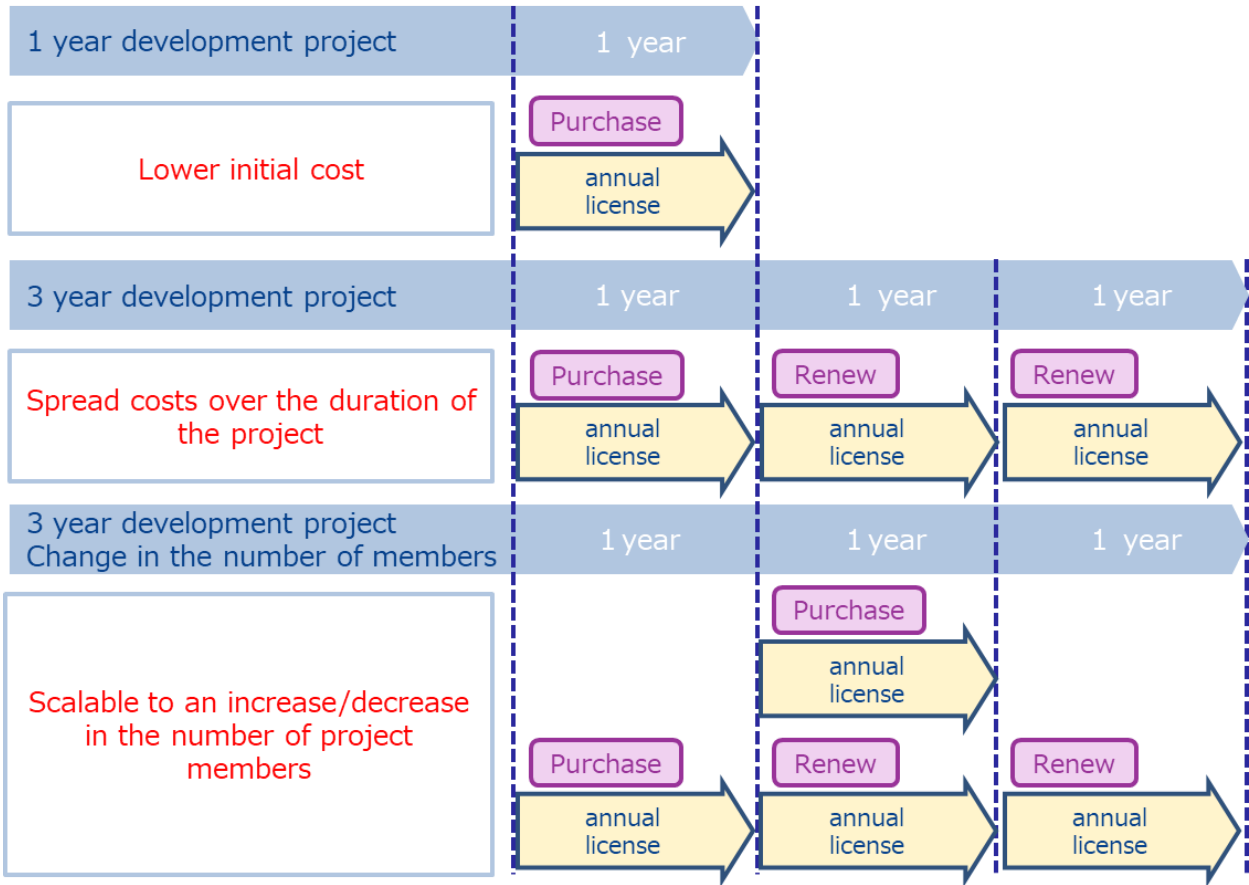 1 year development project
1 year
Lower initial cost
Purchase
annual
license
3 year development project
1 year
1 year
1 year
Spread costs over the duration of
the project
Purchase
annual
license
Renew
annual
license
Renew
annual
license
3 year development project
Change in the number of members
1 year
1 year
1 year
Scalable to an increase/decrease
in the number of project
members
Purchase
annual
license
Purchase
annual
license
Renew
annual
license
Renew
annual
license